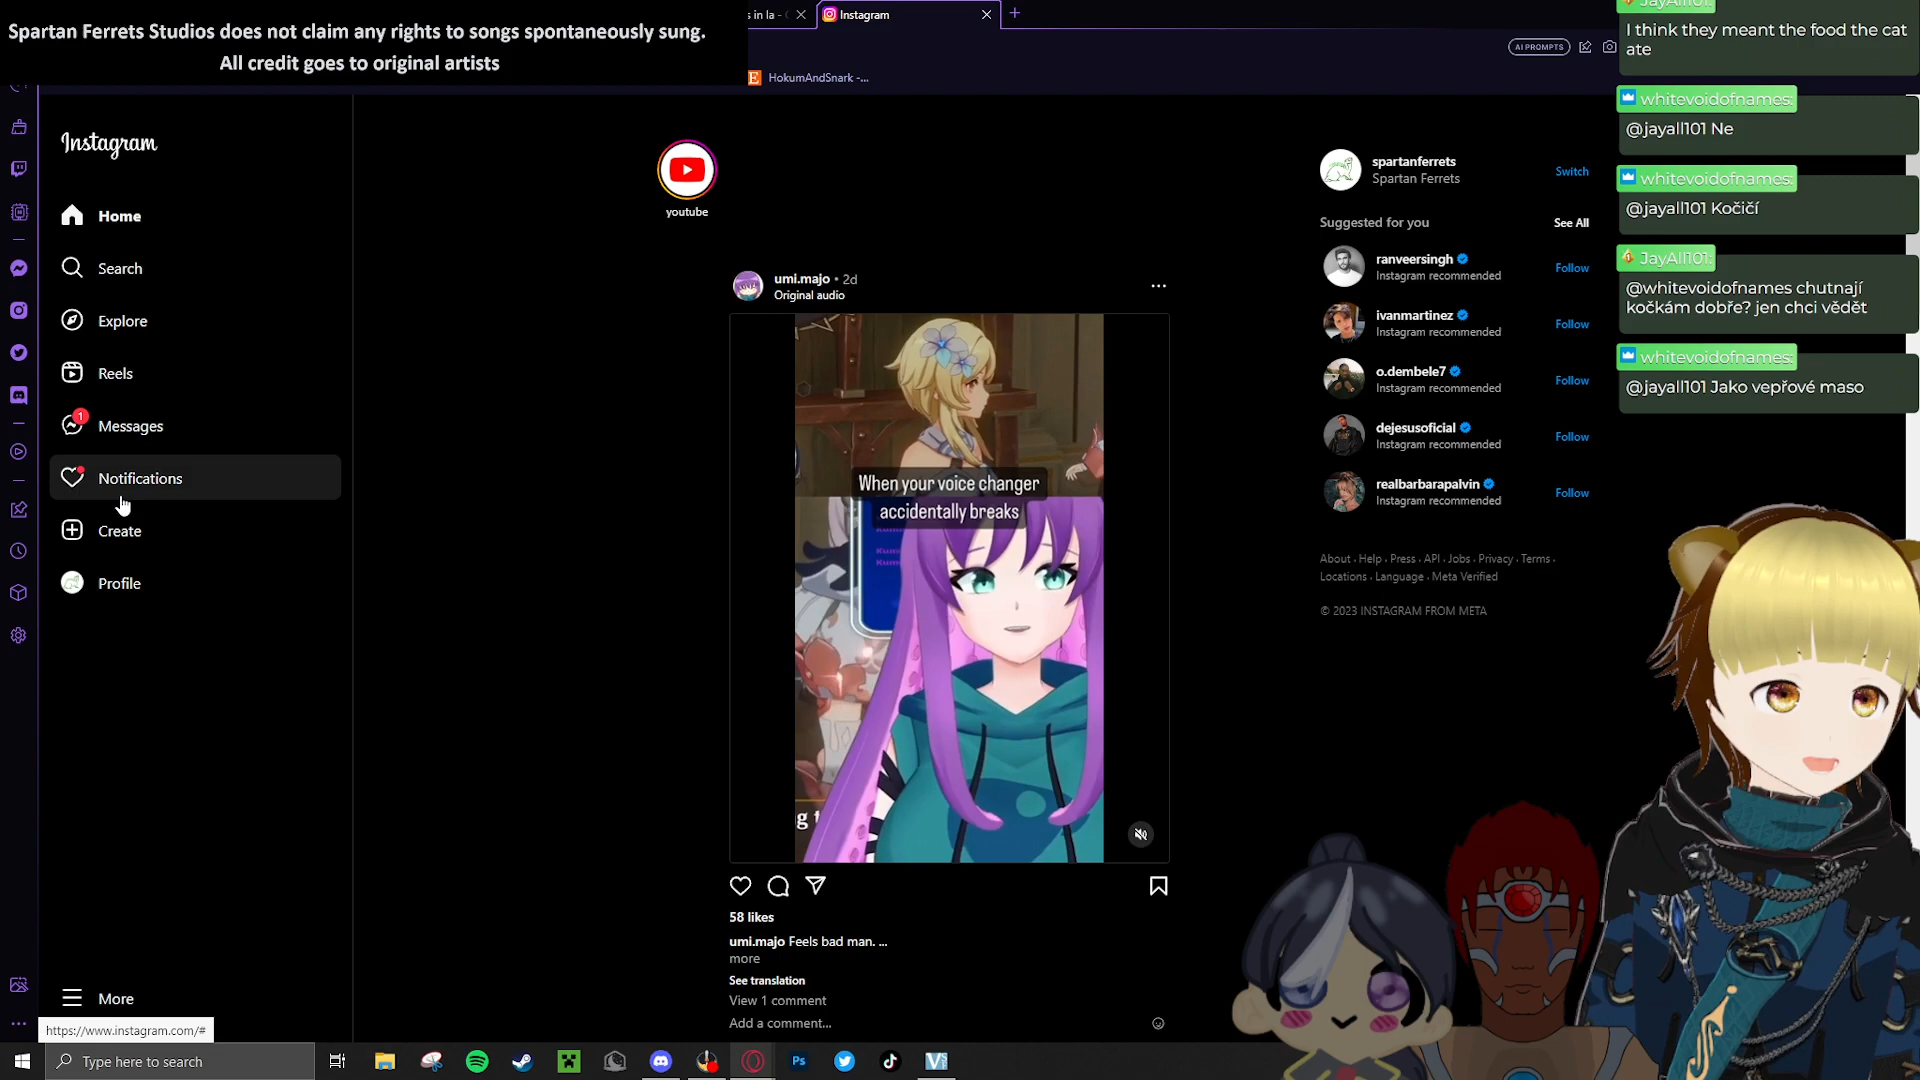 Spartan Ferrets Studios does not claim any rights to songs spontaneously sung.
All credit goes to original artists
s in la -
Instagram
AI PROMPTS
HokumAndSnark -...
Instagram
Home
Search
Explore
Reels
1
Messages
Notifications
Create
Profile
More
https://www.instagram.com/#
youtube
umi.majo • 2d
Original audio
When your voice changer
accidentally breaks
58 likes
umi.majo Feels bad man. ...
more
See translation
View 1 comment
Add a comment...
spartanferrets
Spartan Ferrets
Switch
Suggested for you
See All
ranveersingh
Instagram recommended
Follow
ivanmartinez
Instagram recommended
Follow
o.dembele7
Instagram recommended
Follow
dejesusoficial
Instagram recommended
Follow
realbarbarapalvin
Instagram recommended
Follow
About · Help · Press · API · Jobs · Privacy · Terms ·
Locations · Language · Meta Verified
© 2023 INSTAGRAM FROM META
JayAll101:
I think they meant the food the cat
ate
whitevoidofnames:
@jayall101 Ne
whitevoidofnames:
@jayall101 Kočičí
JayAll101:
@whitevoidofnames chutnají
kočkám dobře? jen chci vědět
whitevoidofnames:
@jayall101 Jako vepřové maso
Type here to search
Ps